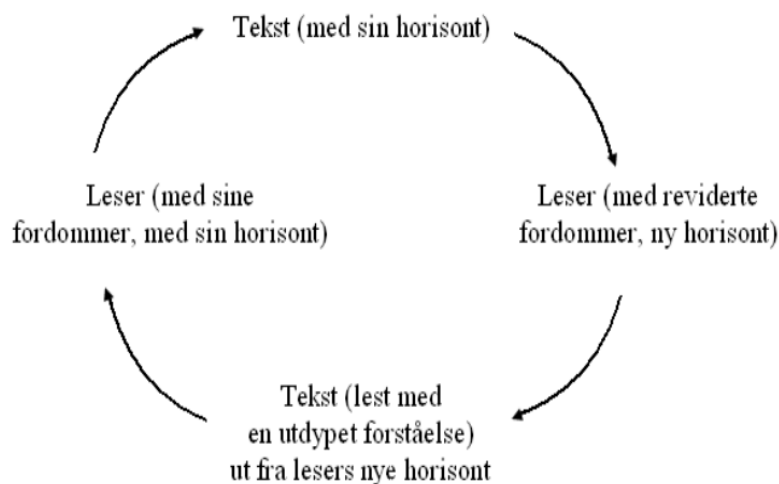 Tekst (med sin horisont)
Leser (med sine
fordommer, med sin horisont)
Leser (med reviderte
fordommer, ny horisont)
Tekst (lest med
en utdypet forståelse)
ut fra lesers nye horisont